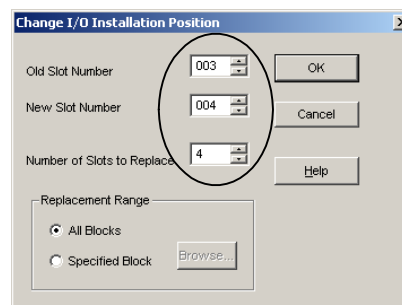 Change I/O Installation Position
Old Slot Number 003 OK
New Slot Number 004 Cancel
Number of Slots to Replace 4 Help
Replacement Range
All Blocks
Specified Block Browse...